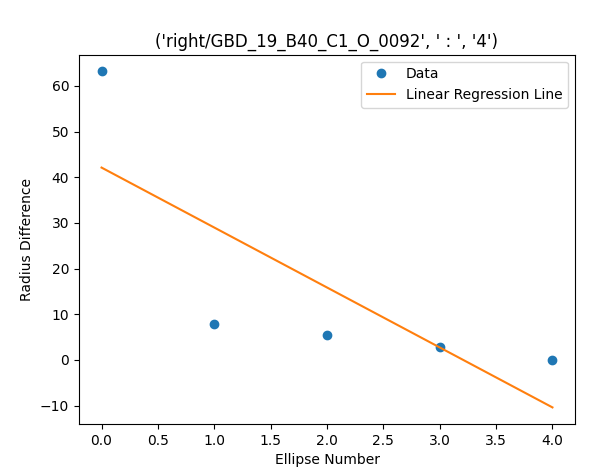 ('right/GBD_19_B40_C1_O_0092', ' : ', '4')
Data
Linear Regression Line
Radius Difference
60
50
40
30
20
10
0
−10
0.0 0.5 1.0 1.5 2.0 2.5 3.0 3.5 4.0
Ellipse Number